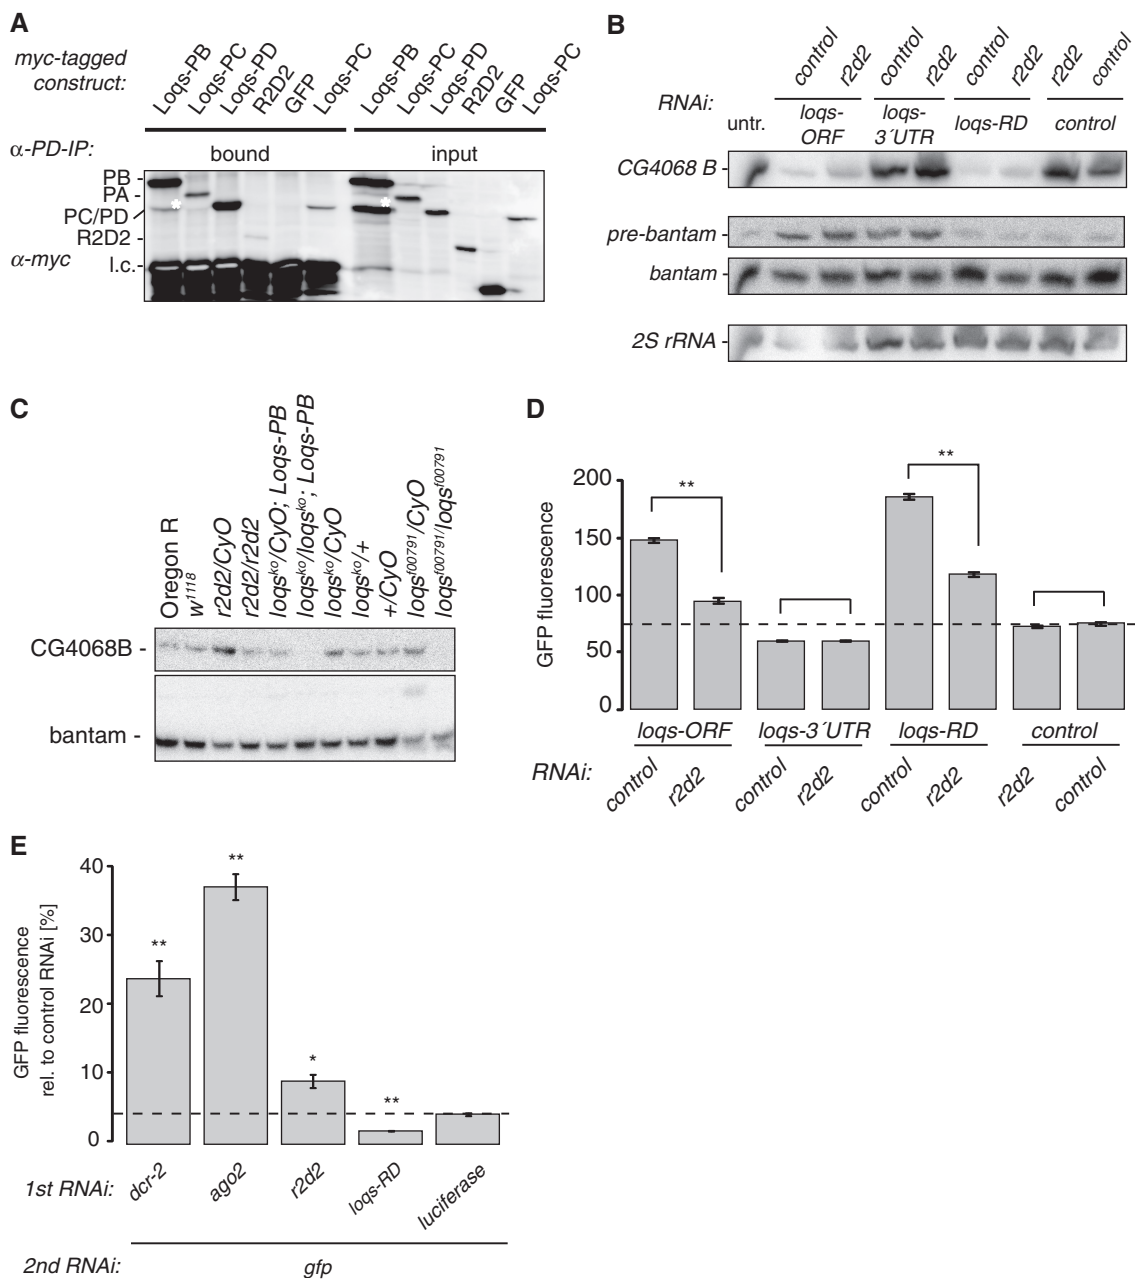 A
myc-tagged
construct:
Loqs-PB
Loqs-PC
Loqs-PD
R2D2
GFP
Loqs-PC
Loqs-PB
Loqs-PC
Loqs-PD
R2D2
GFP
Loqs-PC
α-PD-IP:
bound
input
PB
PA
PC/PD
R2D2
α-myc
l.c.
*
*
B
RNAi:
control
r2d2
control
r2d2
control
r2d2
r2d2
control
untr.
loqs-
ORF
loqs-
3´UTR
loqs-RD
control
CG4068 B
pre-bantam
bantam
2S rRNA
C
Oregon R
w1118
r2d2/CyO
r2d2/r2d2
loqsko/CyO; Loqs-PB
loqsko/loqsko; Loqs-PB
loqsko/CyO
loqsko/+
+/CyO
loqsf00791/CyO
loqsf00791/loqsf00791
CG4068B
bantam
D
GFP fluorescence
200
150
100
50
0
**
**
loqs-ORF
loqs-3´UTR
loqs-RD
control
RNAi:
control
r2d2
control
r2d2
control
r2d2
r2d2
control
E
GFP fluorescence
rel. to control RNAi [%]
40
30
20
10
0
**
**
*
**
1st RNAi:
dcr-2
ago2
r2d2
loqs-RD
luciferase
2nd RNAi:
gfp